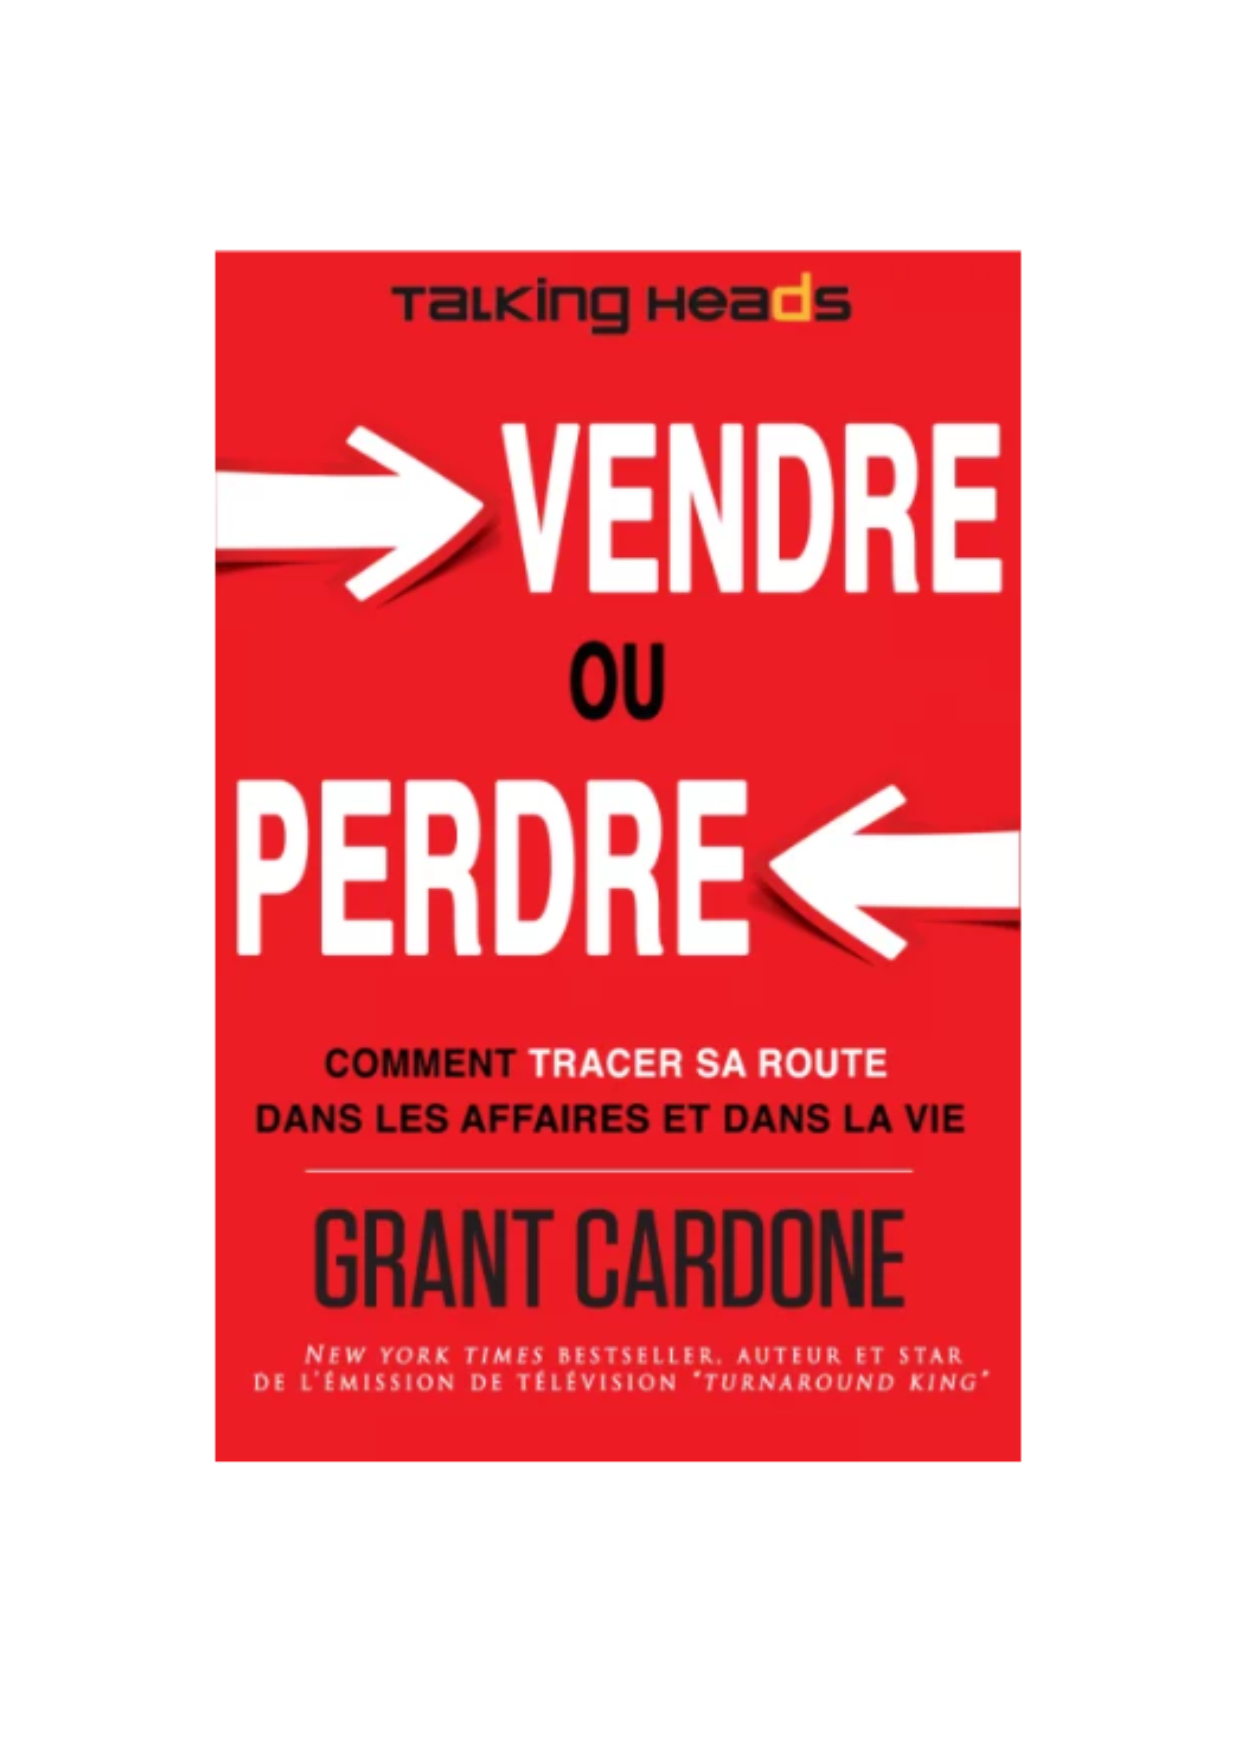 Talking Heads
VENDRE
OU
PERDRE
COMMENT TRACER SA ROUTE
DANS LES AFFAIRES ET DANS LA VIE
GRANT CARDONE
NEW YORK TIMES BESTSELLER, AUTEUR ET STAR
DE L'ÉMISSION DE TÉLÉVISION "TURNAROUND KING"